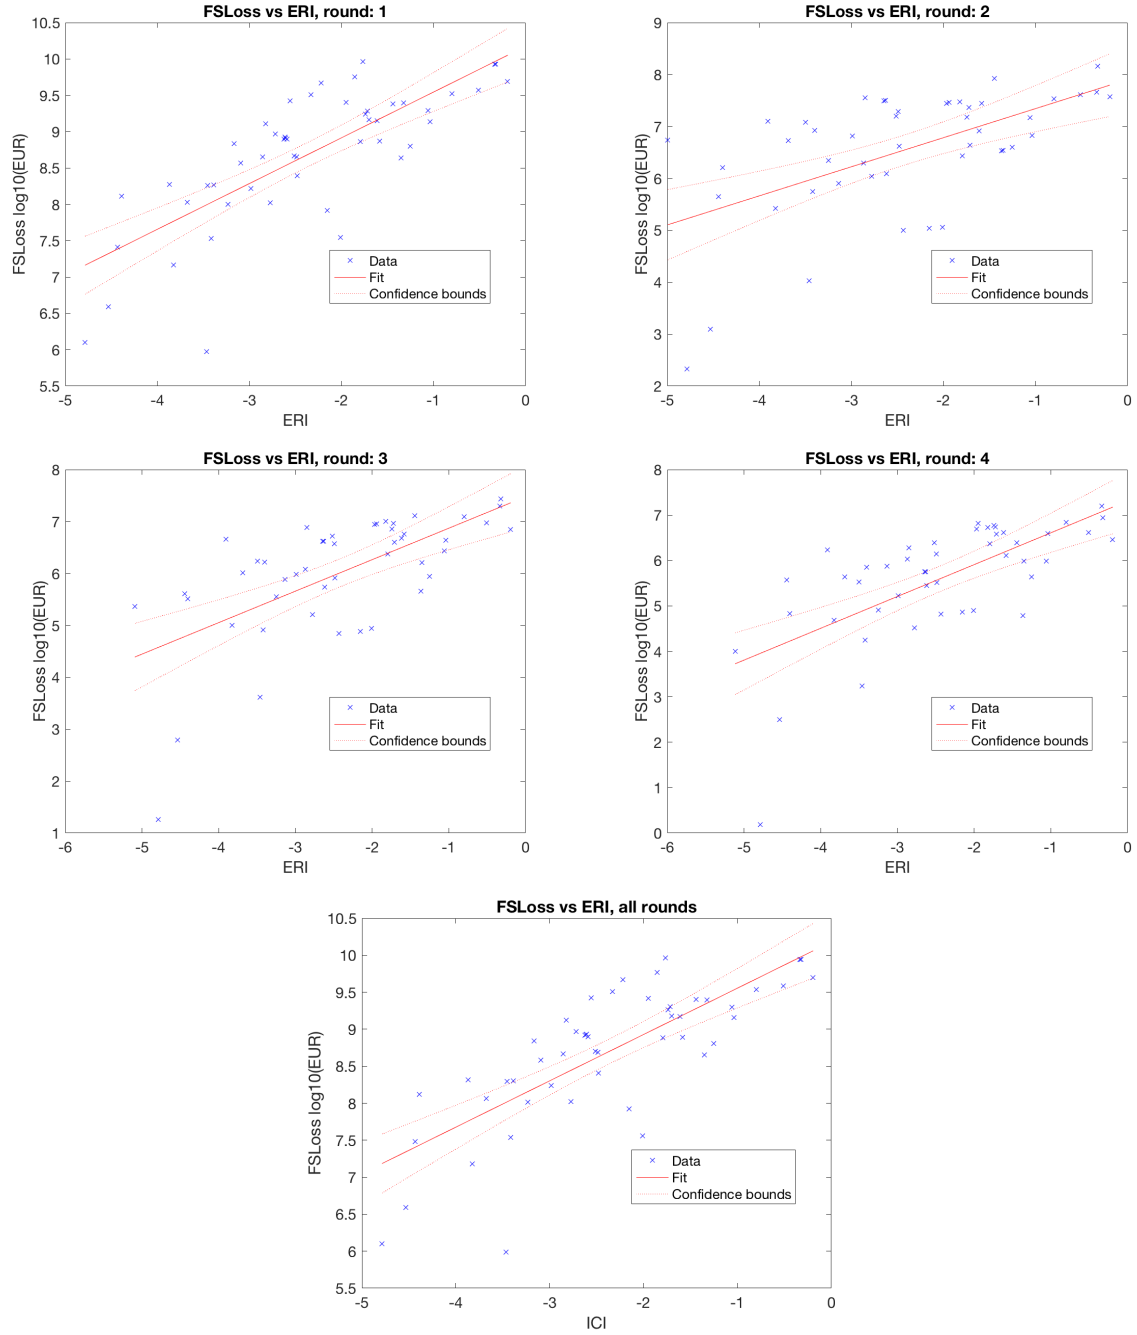 FSLoss vs ERI, round: 1
10.5
10
9.5
9
8.5
8
7.5
7
6.5
6
5.5
FSLoss log10(EUR)
-5 -4 -3 -2 -1 0
ERI
Data
Fit
Confidence bounds
FSLoss vs ERI, round: 2
9
8
7
6
5
4
3
2
FSLoss log10(EUR)
-5 -4 -3 -2 -1 0
ERI
Data
Fit
Confidence bounds
FSLoss vs ERI, round: 3
8
7
6
5
4
3
2
1
FSLoss log10(EUR)
-6 -5 -4 -3 -2 -1 0
ERI
Data
Fit
Confidence bounds
FSLoss vs ERI, round: 4
8
7
6
5
4
3
2
1
0
FSLoss log10(EUR)
-6 -5 -4 -3 -2 -1 0
ERI
Data
Fit
Confidence bounds
FSLoss vs ERI, all rounds
10.5
10
9.5
9
8.5
8
7.5
7
6.5
6
5.5
FSLoss log10(EUR)
-5 -4 -3 -2 -1 0
ICI
Data
Fit
Confidence bounds